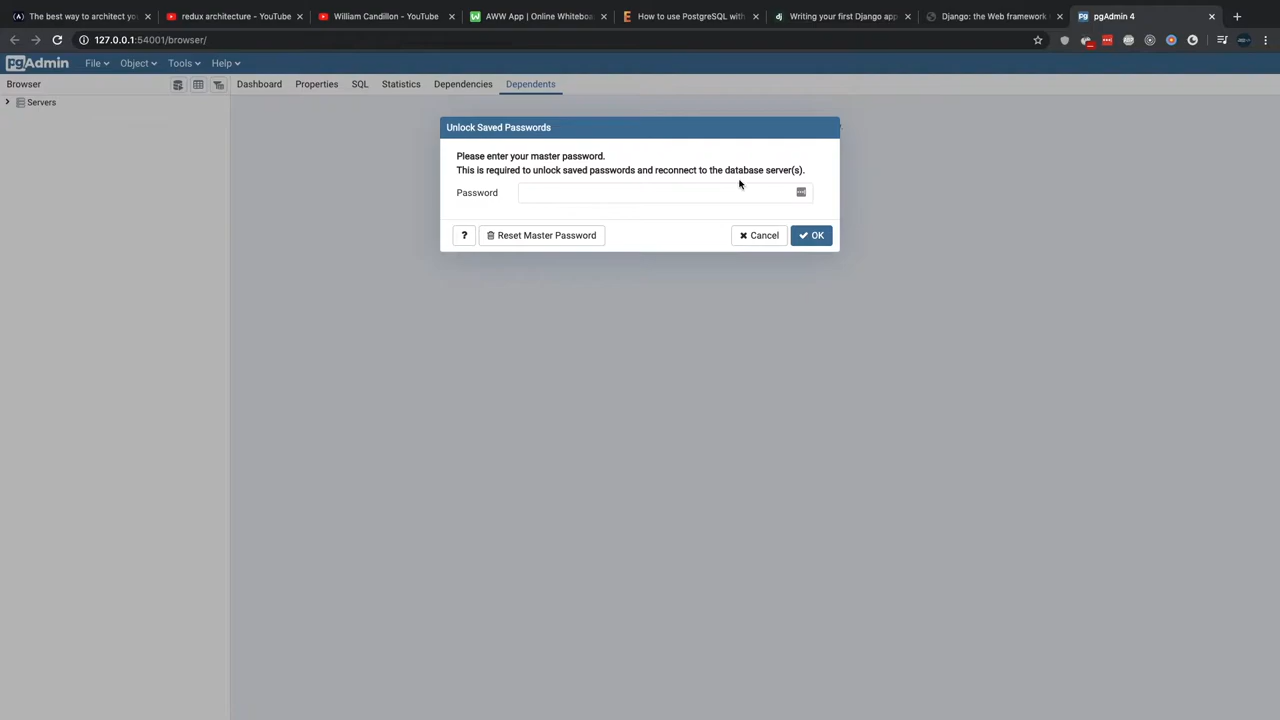 The best way to architect yo
redux architecture - YouTube
William Candillon - YouTube
AWW App | Online Whiteboa
How to use PostgreSQL with
Writing your first Django app
Django: the Web framework
pgAdmin 4
127.0.0.1:54001/browser/
pgAdmin
File
Object
Tools
Help
Browser
Dashboard
Properties
SQL
Statistics
Dependencies
Dependents
Servers
Unlock Saved Passwords
Please enter your master password.
This is required to unlock saved passwords and reconnect to the database server(s).
Password
?
Reset Master Password
Cancel
OK